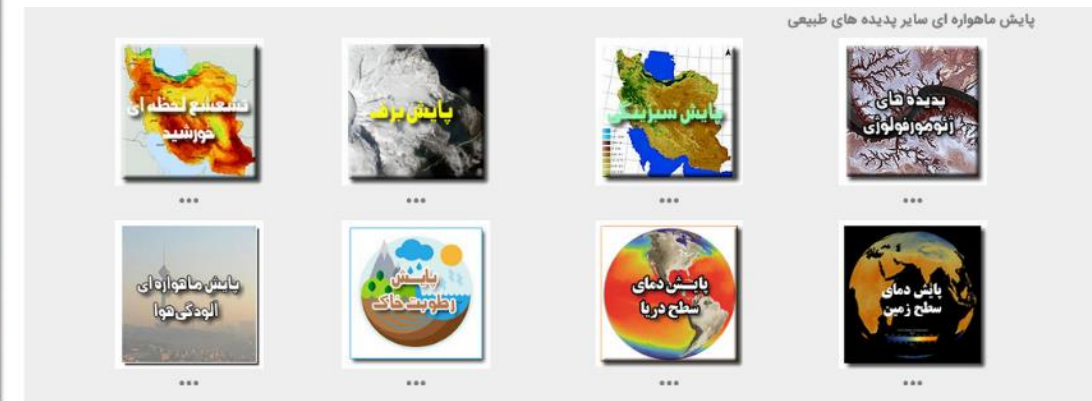 پایش ماهواره ای سایر پدیده های طبیعی
پدیده های
ژئومورفولوژی
پایش سبزینگی
پایش برف
تشعشع لحظه ای
خورشید
...
...
...
...
پایش دمای
سطح زمین
پایش دمای
سطح دریا
پایش
رطوبت خاک
پایش ماهواره ای
آلودگی هوا
...
...
...
...